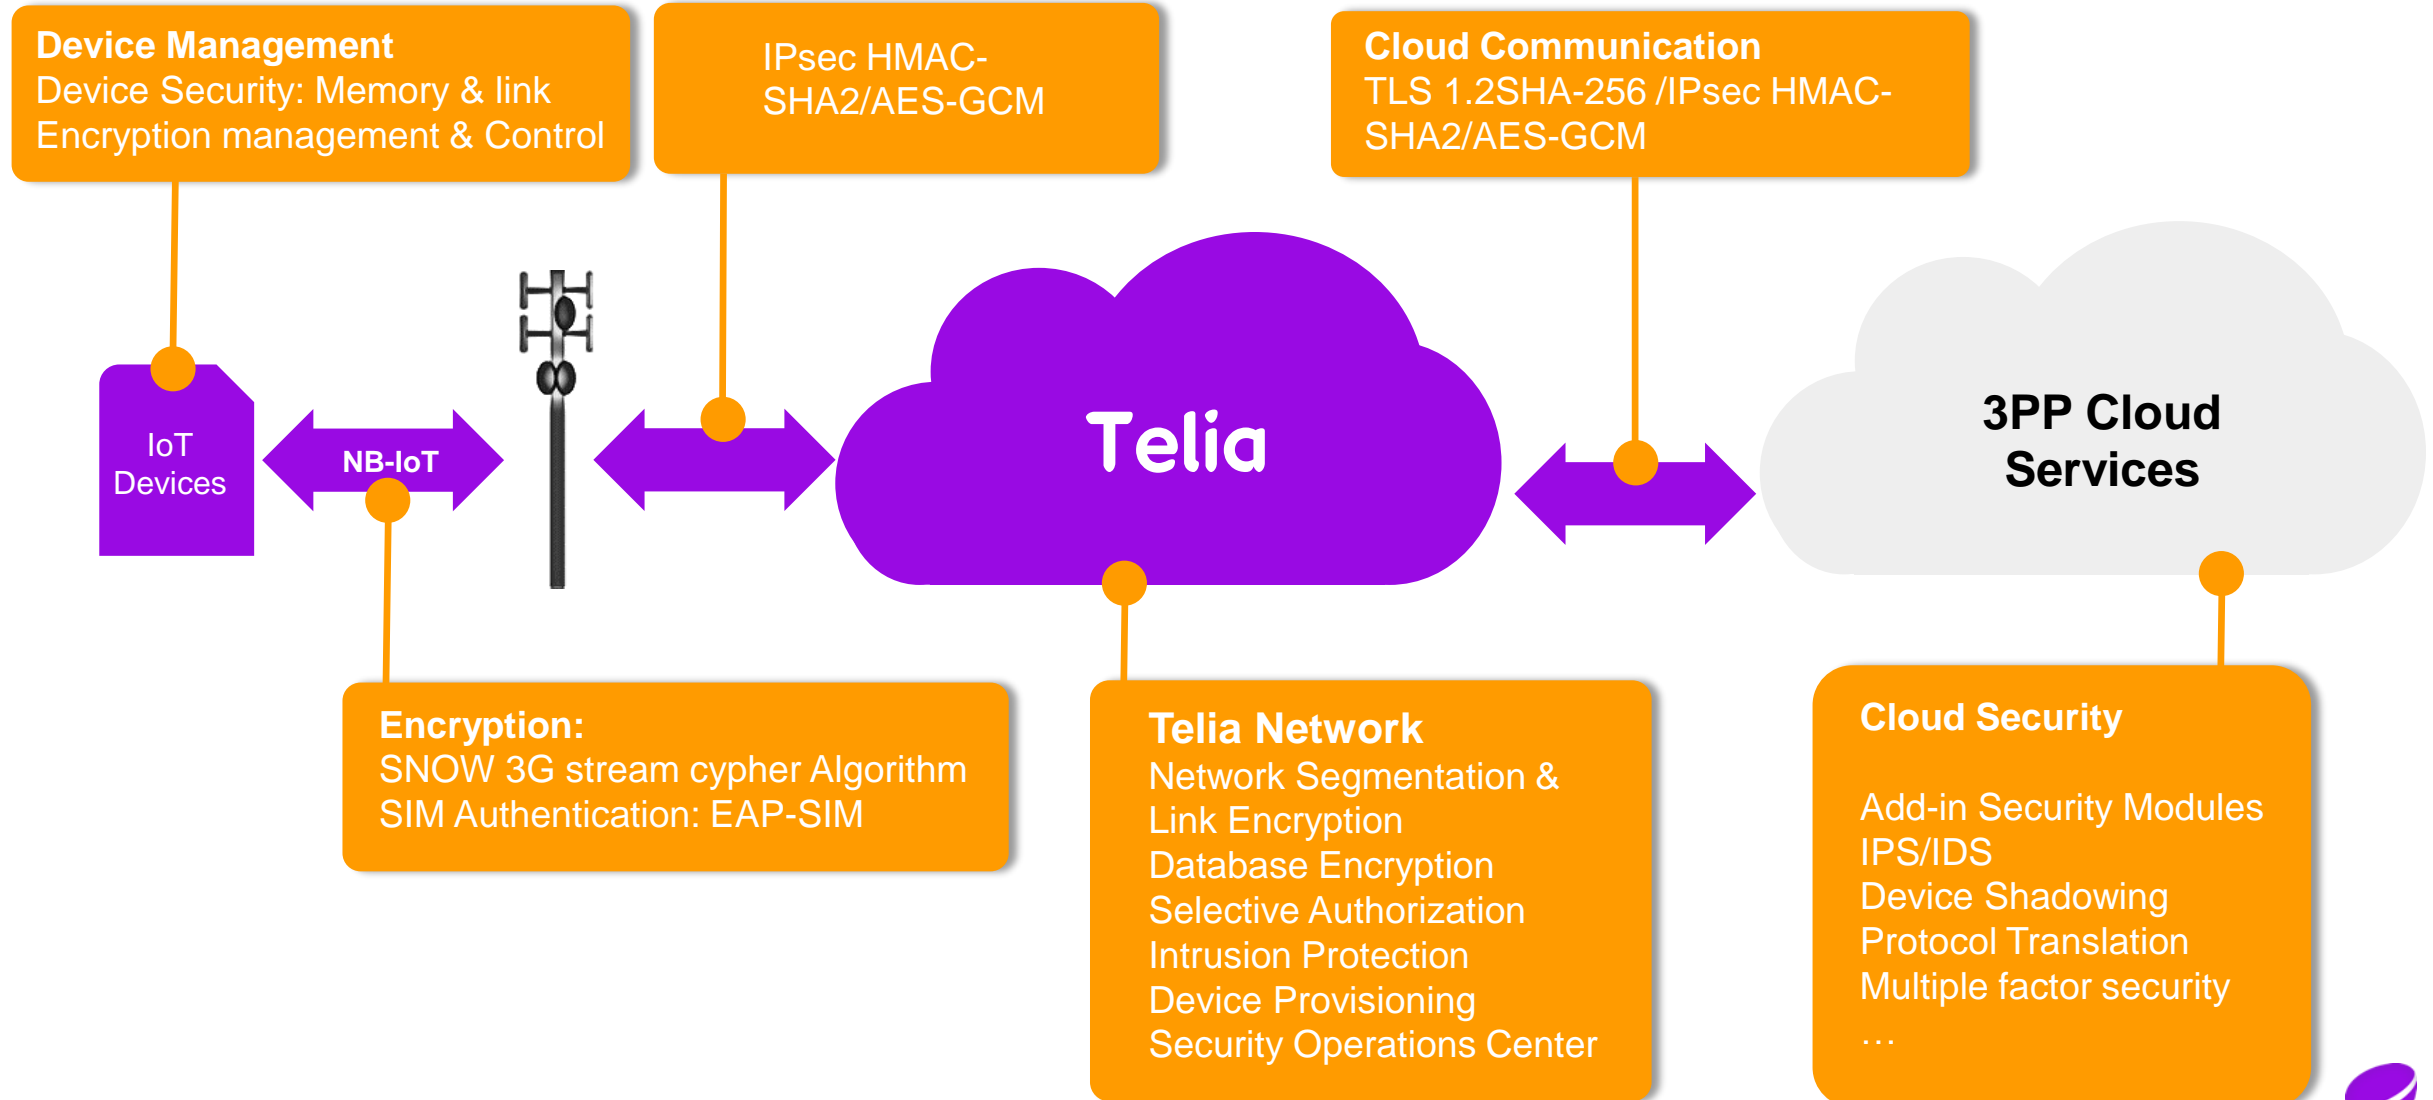 Device Management
Device Security: Memory & link
Encryption management & Control
IPsec HMAC-
SHA2/AES-GCM
Cloud Communication
TLS 1.2SHA-256 /IPsec HMAC-
SHA2/AES-GCM
IoT
Devices
NB-IoT
Telia
3PP Cloud
Services
Encryption:
SNOW 3G stream cypher Algorithm
SIM Authentication: EAP-SIM
Telia Network
Network Segmentation &
Link Encryption
Database Encryption
Selective Authorization
Intrusion Protection
Device Provisioning
Security Operations Center
Cloud Security
Add-in Security Modules
IPS/IDS
Device Shadowing
Protocol Translation
Multiple factor security
…